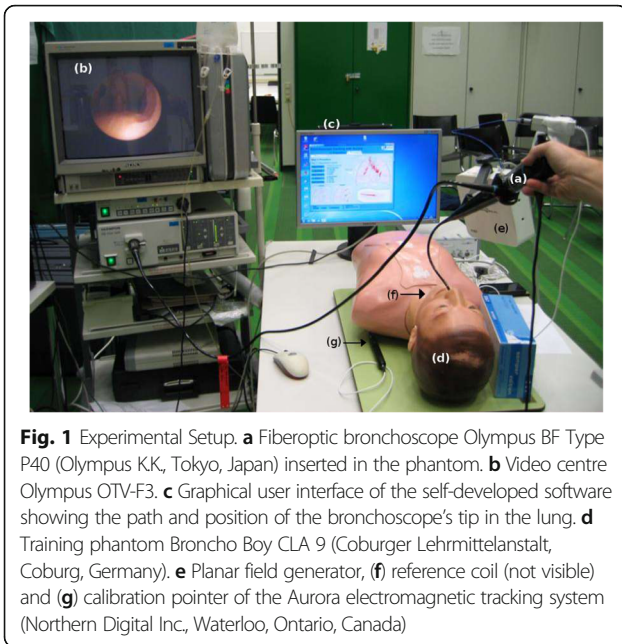 (b)
(c)
(a)
(e)
(f)
(g)
(d)
Fig. 1 Experimental Setup. a Fiberoptic bronchoscope Olympus BF Type
P40 (Olympus K.K., Tokyo, Japan) inserted in the phantom. b Video centre
Olympus OTV-F3. c Graphical user interface of the self-developed software
showing the path and position of the bronchoscope's tip in the lung. d
Training phantom Broncho Boy CLA 9 (Coburger Lehrmittelanstalt,
Coburg, Germany). e Planar field generator, (f) reference coil (not visible)
and (g) calibration pointer of the Aurora electromagnetic tracking system
(Northern Digital Inc., Waterloo, Ontario, Canada)